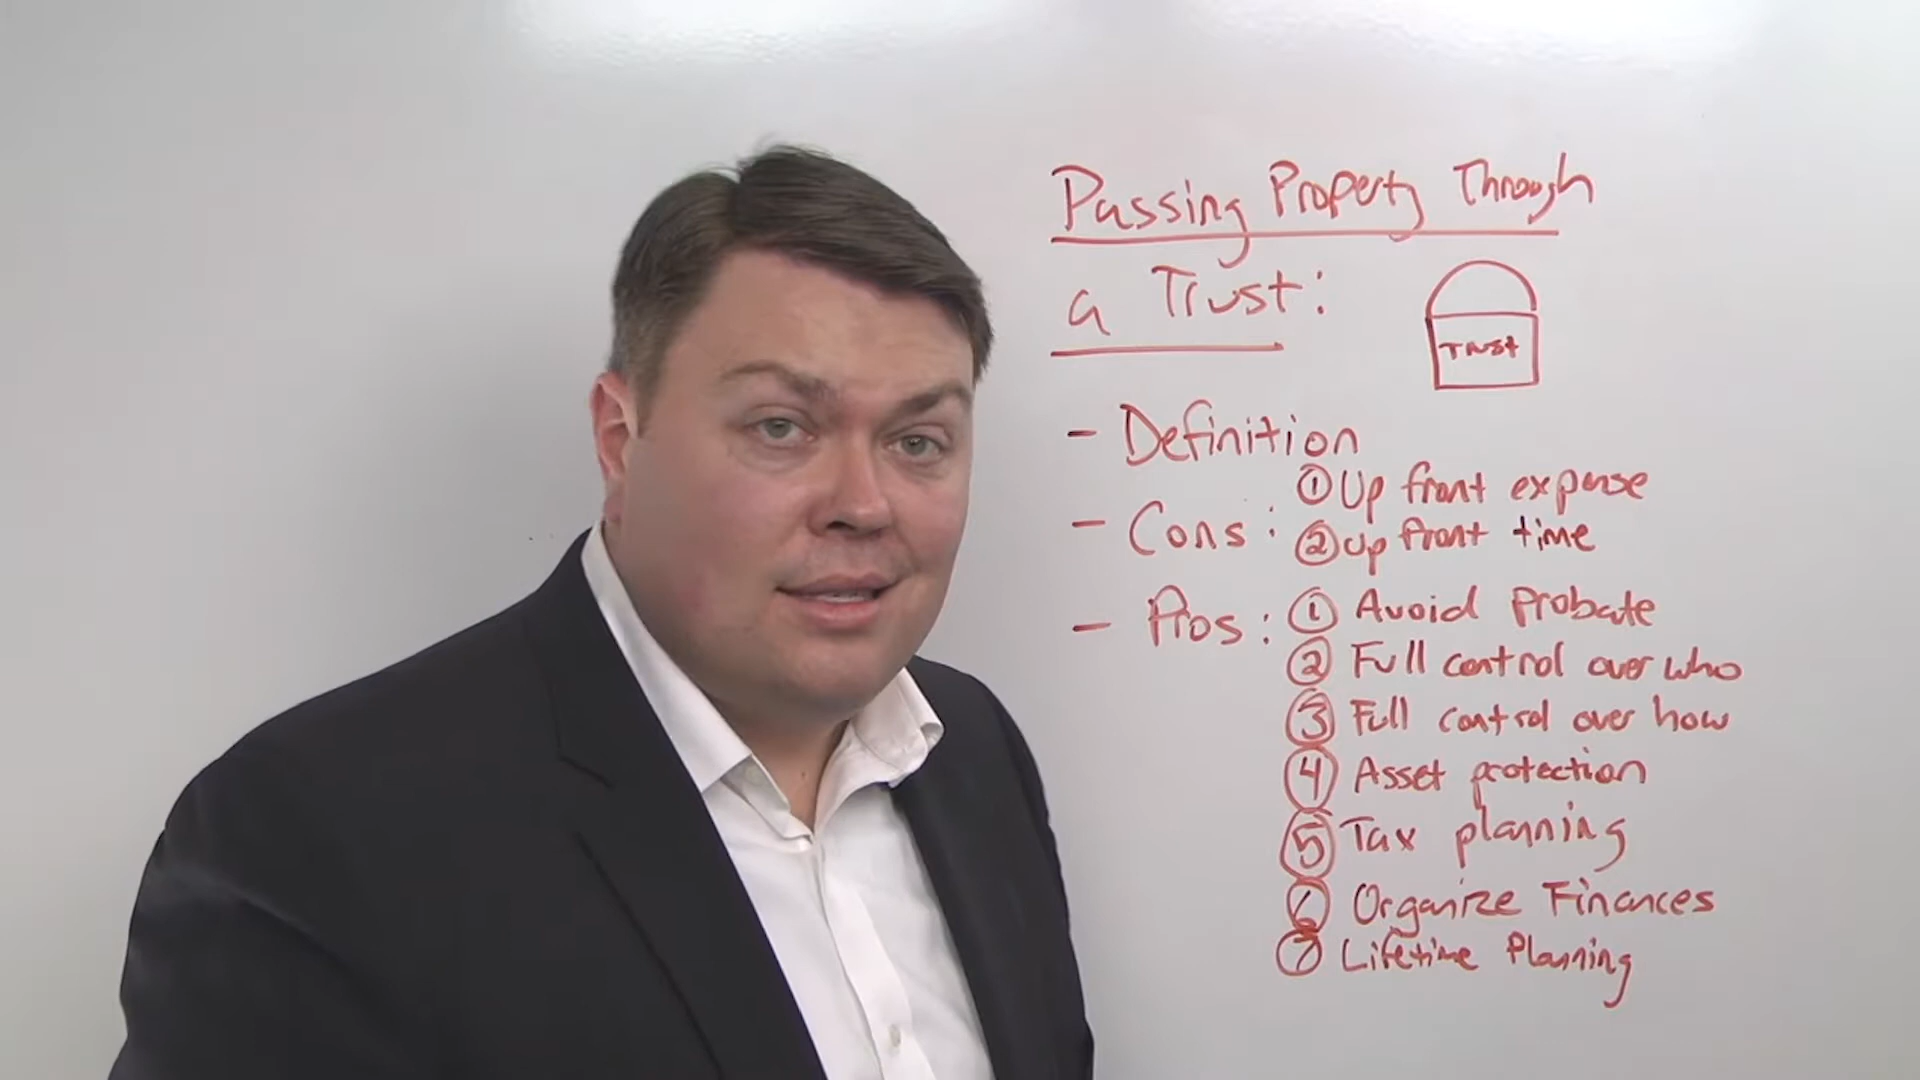 Passing Property Through
a Trust:
TRUST
- Definition
- Cons: ① Up front expense
② up front time
- Pros: ① Avoid probate
② Full control over who
③ Full control over how
④ Asset protection
⑤ Tax planning
⑥ Organize Finances
⑦ Lifetime Planning